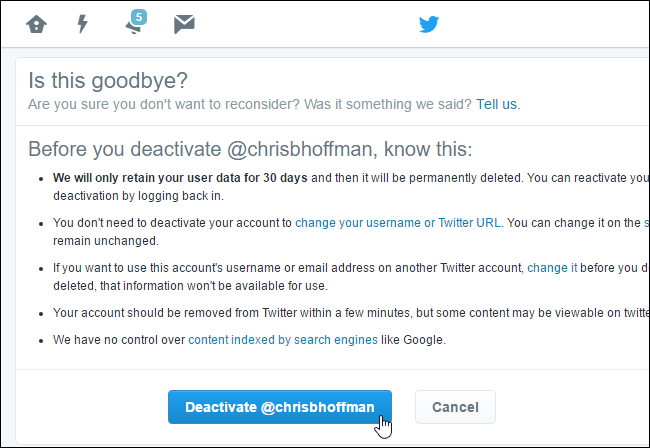 5
Is this goodbye?
Are you sure you don't want to reconsider? Was it something we said? Tell us.
Before you deactivate @chrisbhoffman, know this:
We will only retain your user data for 30 days and then it will be permanently deleted. You can reactivate you
deactivation by logging back in.
You don't need to deactivate your account to change your username or Twitter URL. You can change it on the s
remain unchanged.
If you want to use this account's username or email address on another Twitter account, change it before you d
deleted, that information won't be available for use.
Your account should be removed from Twitter within a few minutes, but some content may be viewable on twitte
We have no control over content indexed by search engines like Google.
Deactivate @chrisbhoffman Cancel